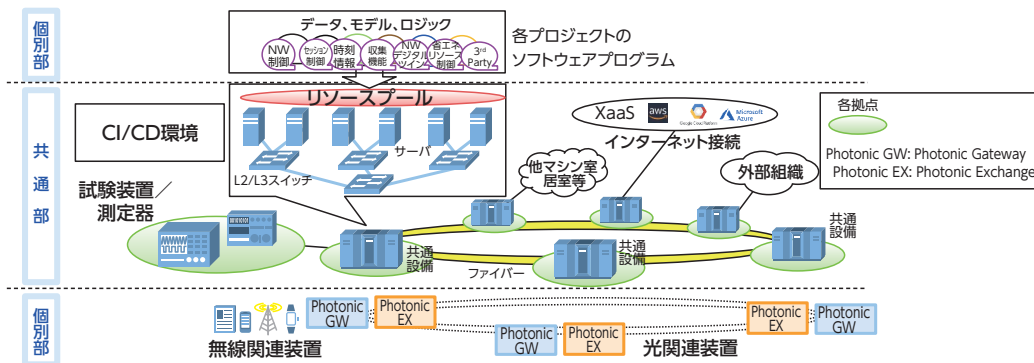 個別部
データ、モデル、ロジック
NW
制御
セッション
制御
時刻
情報
収集
機能
NW
デジタル
ツイン
省エネ
リソース
制御
3rd
Party
各プロジェクトの
ソフトウェアプログラム
共通部
CI/CD環境
リソースプール
サーバ
L2/L3スイッチ
XaaS
aws
Google Cloud Platform
Microsoft
Azure
インターネット接続
各拠点
Photonic GW: Photonic Gateway
Photonic EX: Photonic Exchange
他マシン室
居室等
外部組織
試験装置／
測定器
共通
設備
ファイバー
共通
設備
共通
設備
個別部
無線関連装置
Photonic
GW
Photonic
EX
Photonic
GW
Photonic
EX
光関連装置
Photonic
EX
Photonic
GW